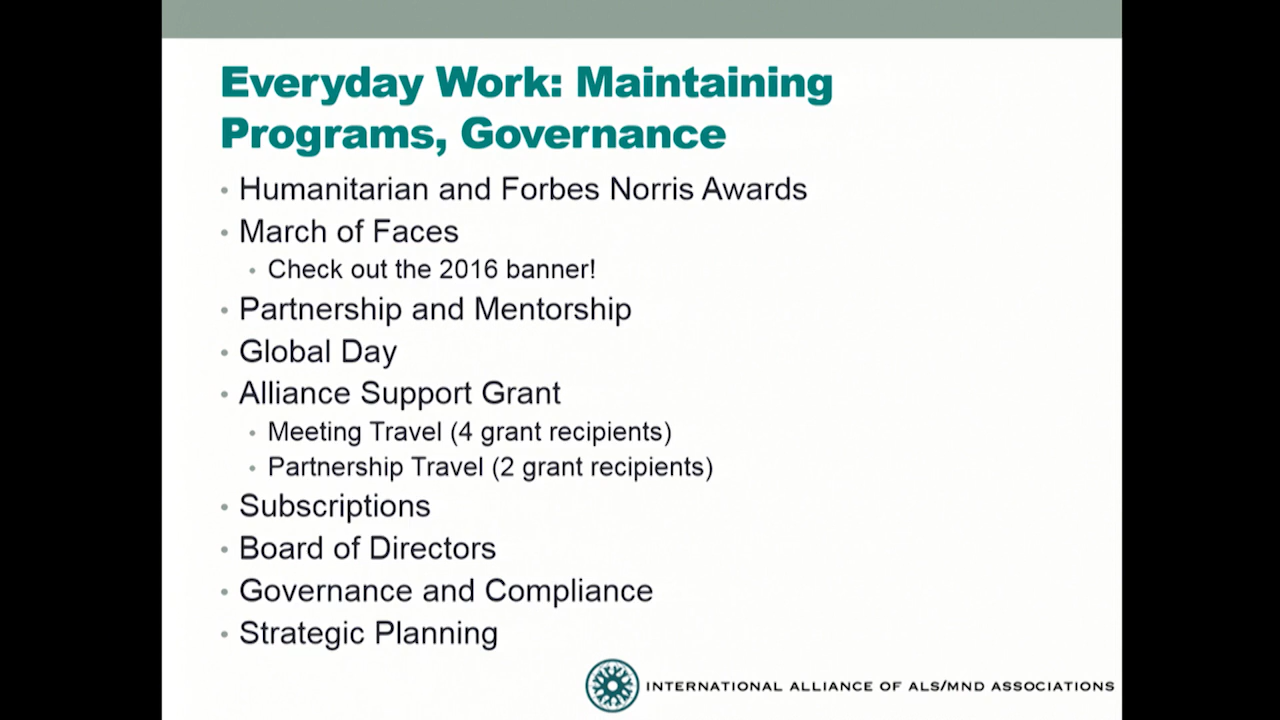 Everyday Work: Maintaining
Programs, Governance
• Humanitarian and Forbes Norris Awards
• March of Faces
• Check out the 2016 banner!
• Partnership and Mentorship
• Global Day
• Alliance Support Grant
• Meeting Travel (4 grant recipients)
• Partnership Travel (2 grant recipients)
• Subscriptions
• Board of Directors
• Governance and Compliance
• Strategic Planning
INTERNATIONAL ALLIANCE OF ALS/MND ASSOCIATIONS